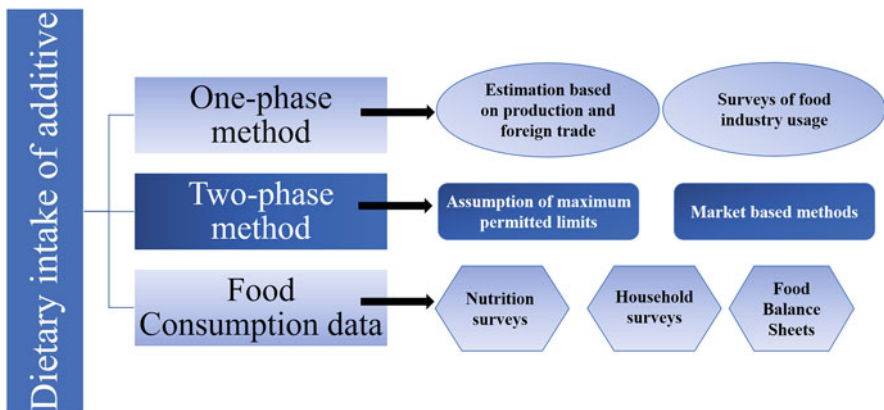 Dietary intake of additive
One-phase
method
Estimation based
on production and
foreign trade
Surveys of food
industry usage
Two-phase
method
Assumption of maximum
permitted limits
Market based methods
Food
Consumption data
Nutrition
surveys
Household
surveys
Food
Balance
Sheets